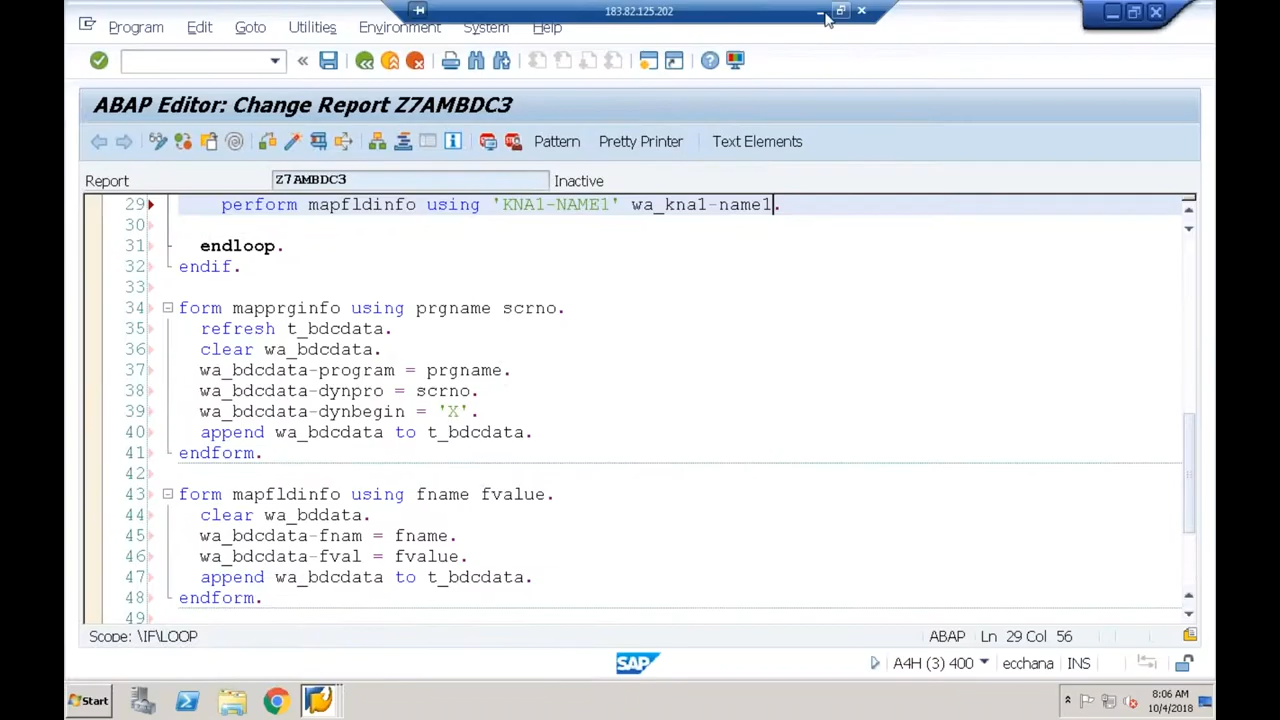 183.82.125.202
Program Edit Goto Utilities Environment System Help
ABAP Editor: Change Report Z7AMBDC3
Pattern Pretty Printer Text Elements
Report Z7AMBDC3 Inactive
29 perform mapfldinfo using 'KNA1-NAME1' wa_kna1-name1.
30
31 endloop.
32 endif.
33
34 form mapprginfo using prgname scrno.
35 refresh t_bdcdata.
36 clear wa_bdcdata.
37 wa_bdcdata-program = prgname.
38 wa_bdcdata-dynpro = scrno.
39 wa_bdcdata-dynbegin = 'X'.
40 append wa_bdcdata to t_bdcdata.
41 endform.
42
43 form mapfldinfo using fname fvalue.
44 clear wa_bddata.
45 wa_bdcdata-fnam = fname.
46 wa_bdcdata-fval = fvalue.
47 append wa_bdcdata to t_bdcdata.
48 endform.
49
Scope: \IF\LOOP ABAP Ln 29 Col 56
SAP A4H (3) 400 ecchana INS
Start 8:06 AM
10/4/2018